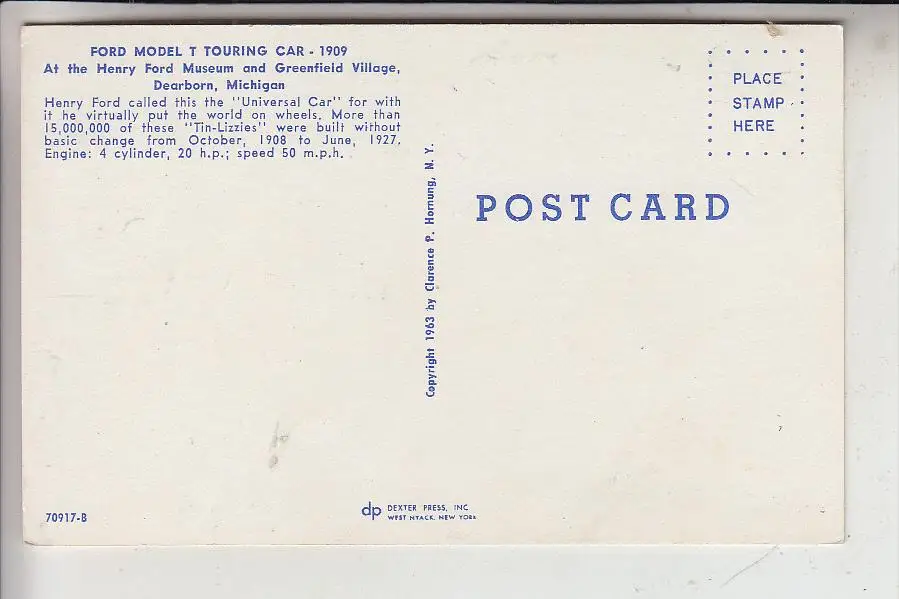 FORD MODEL T TOURING CAR - 1909
At the Henry Ford Museum and Greenfield Village,
Dearborn, Michigan
Henry Ford called this the "Universal Car" for with
it he virtually put the world on wheels. More than
15,000,000 of these "Tin-Lizzies" were built without
basic change from October, 1908 to June, 1927.
Engine: 4 cylinder, 20 h.p.; speed 50 m.p.h.
Copyright 1963 by Clarence P. Hornung, N. Y.
PLACE
STAMP
HERE
POST CARD
70917-B
dp DEXTER PRESS, INC
WEST NYACK, NEW YORK